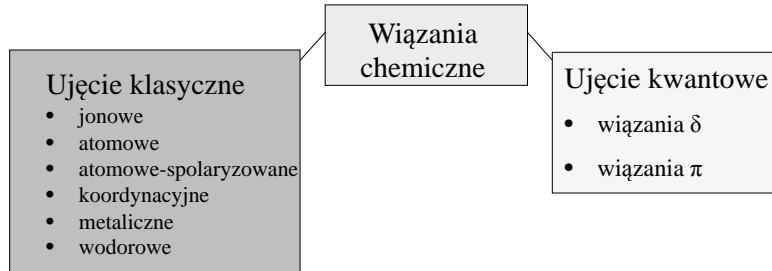 Wiązania
chemiczne
Ujęcie klasyczne
• jonowe
• atomowe
• atomowe-spolaryzowane
• koordynacyjne
• metaliczne
• wodorowe
Ujęcie kwantowe
• wiązania δ
• wiązania π